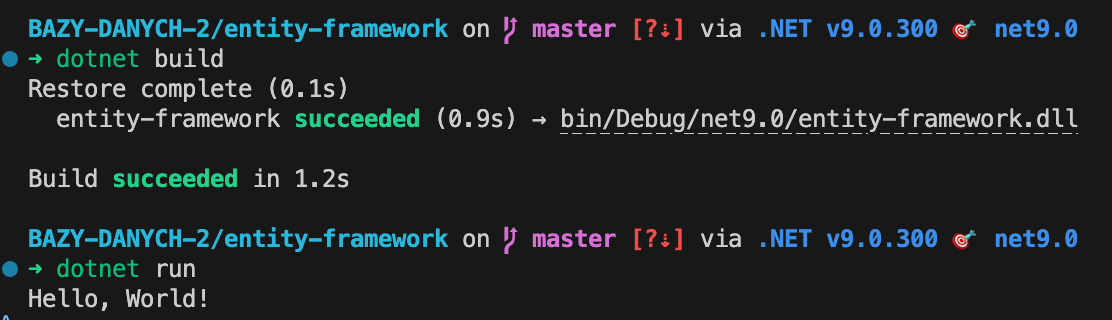 BAZY-DANYCH-2/entity-framework on master [?⇣] via .NET v9.0.300 🎯 net9.0
➜ dotnet build
Restore complete (0.1s)
entity-framework succeeded (0.9s) → bin/Debug/net9.0/entity-framework.dll
Build succeeded in 1.2s
BAZY-DANYCH-2/entity-framework on master [?⇣] via .NET v9.0.300 🎯 net9.0
➜ dotnet run
Hello, World!